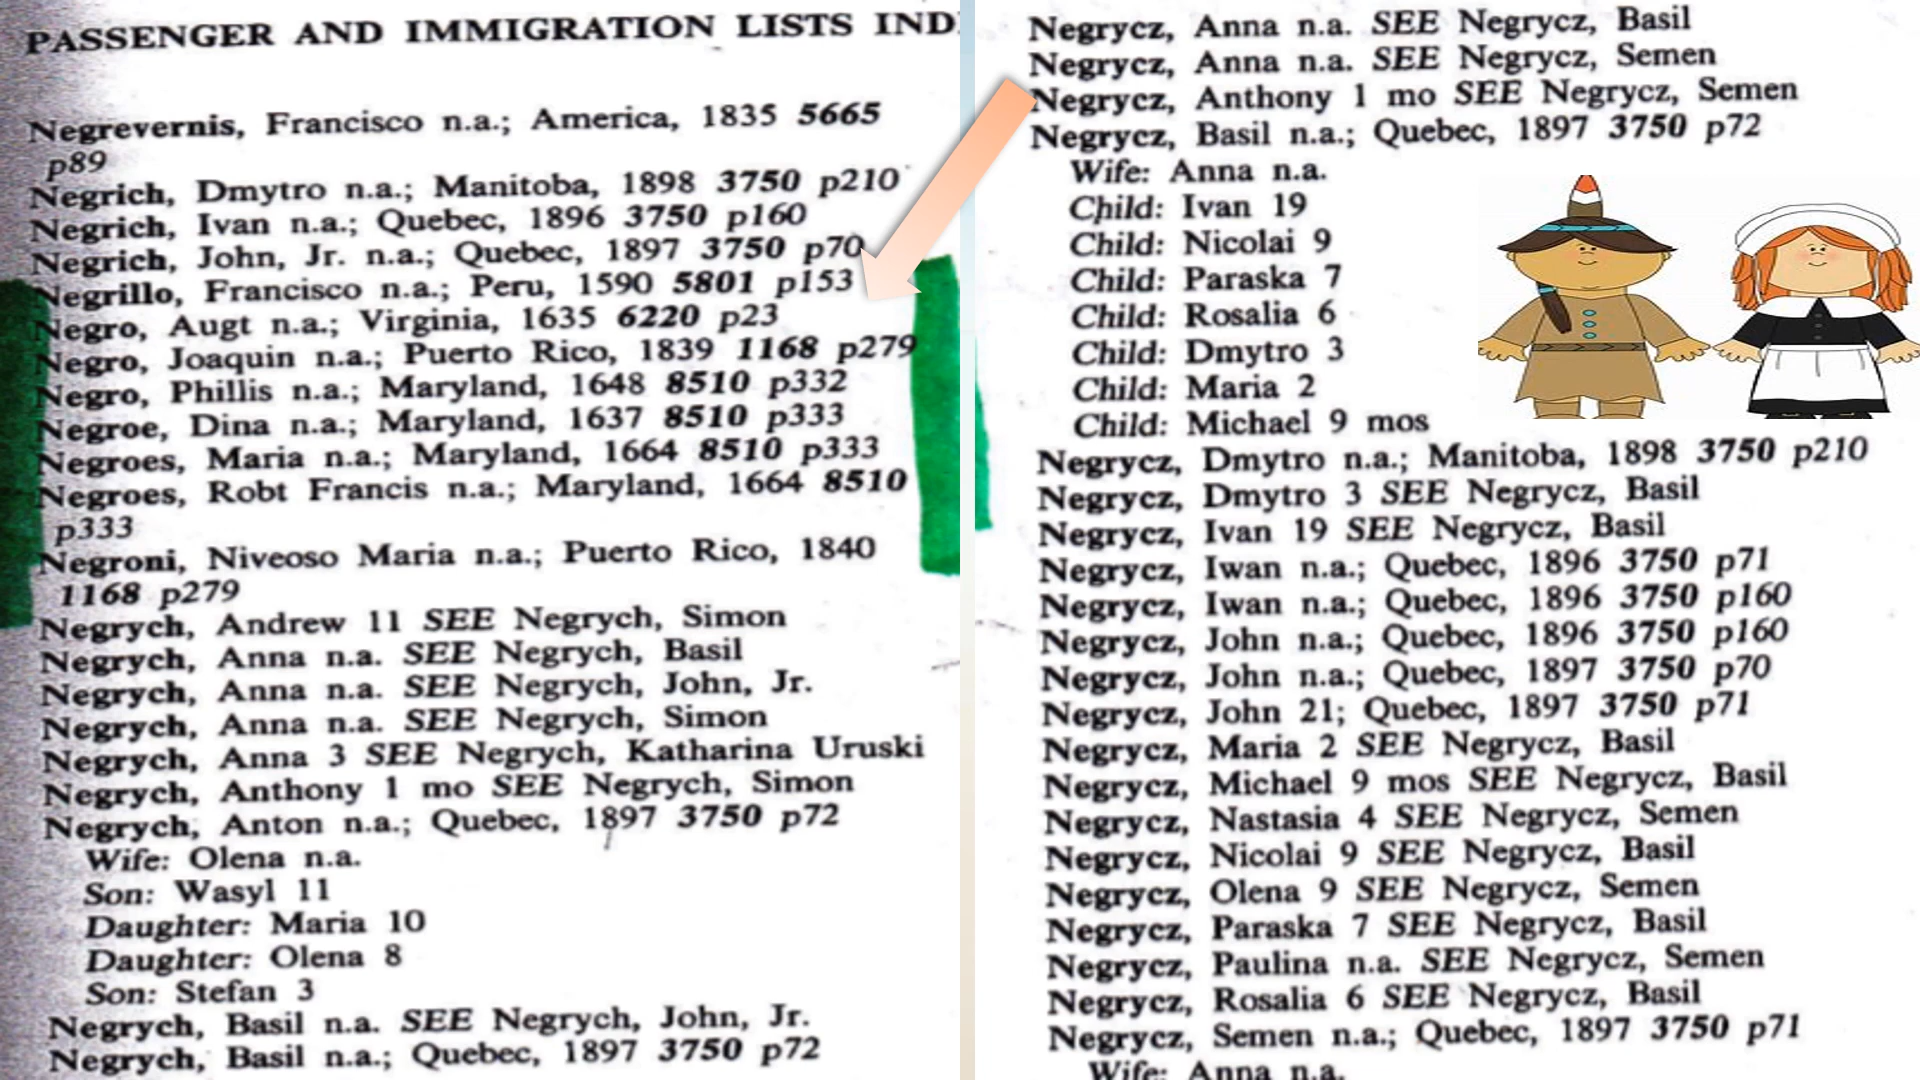 PASSENGER AND IMMIGRATION LISTS IND
Negrevernis, Francisco n.a.; America, 1835 5665
p89
Negrich, Dmytro n.a.; Manitoba, 1898 3750 p210
Negrich, Ivan n.a.; Quebec, 1896 3750 p160
Negrich, John, Jr. n.a.; Quebec, 1897 3750 p70
Negrillo, Francisco n.a.; Peru, 1590 5801 p153
Negro, Augt n.a.; Virginia, 1635 6220 p23
Negro, Joaquin n.a.; Puerto Rico, 1839 1168 p279
Negro, Phillis n.a.; Maryland, 1648 8510 p332
Negroe, Dina n.a.; Maryland, 1637 8510 p333
Negroes, Maria n.a.; Maryland, 1664 8510 p333
Negroes, Robt Francis n.a.; Maryland, 1664 8510
p333
Negroni, Niveoso Maria n.a.; Puerto Rico, 1840
1168 p279
Negrych, Andrew 11 SEE Negrych, Simon
Negrych, Anna n.a. SEE Negrych, Basil
Negrych, Anna n.a. SEE Negrych, John, Jr.
Negrych, Anna n.a. SEE Negrych, Simon
Negrych, Anna 3 SEE Negrych, Katharina Uruski
Negrych, Anthony 1 mo SEE Negrych, Simon
Negrych, Anton n.a.; Quebec, 1897 3750 p72
Wife: Olena n.a.
Son: Wasyl 11
Daughter: Maria 10
Daughter: Olena 8
Son: Stefan 3
Negrych, Basil n.a. SEE Negrych, John, Jr.
Negrych, Basil n.a.; Quebec, 1897 3750 p72
Negrycz, Anna n.a. SEE Negrycz, Basil
Negrycz, Anna n.a. SEE Negrycz, Semen
Negrycz, Anthony 1 mo SEE Negrycz, Semen
Negrycz, Basil n.a.; Quebec, 1897 3750 p72
Wife: Anna n.a.
Child: Ivan 19
Child: Nicolai 9
Child: Paraska 7
Child: Rosalia 6
Child: Dmytro 3
Child: Maria 2
Child: Michael 9 mos
Negrycz, Dmytro n.a.; Manitoba, 1898 3750 p210
Negrycz, Dmytro 3 SEE Negrycz, Basil
Negrycz, Ivan 19 SEE Negrycz, Basil
Negrycz, Iwan n.a.; Quebec, 1896 3750 p71
Negrycz, Iwan n.a.; Quebec, 1896 3750 p160
Negrycz, John n.a.; Quebec, 1896 3750 p160
Negrycz, John n.a.; Quebec, 1897 3750 p70
Negrycz, John 21; Quebec, 1897 3750 p71
Negrycz, Maria 2 SEE Negrycz, Basil
Negrycz, Michael 9 mos SEE Negrycz, Basil
Negrycz, Nastasia 4 SEE Negrycz, Semen
Negrycz, Nicolai 9 SEE Negrycz, Basil
Negrycz, Olena 9 SEE Negrycz, Semen
Negrycz, Paraska 7 SEE Negrycz, Basil
Negrycz, Paulina n.a. SEE Negrycz, Semen
Negrycz, Rosalia 6 SEE Negrycz, Basil
Negrycz, Semen n.a.; Quebec, 1897 3750 p71
Wife: Anna n.a.